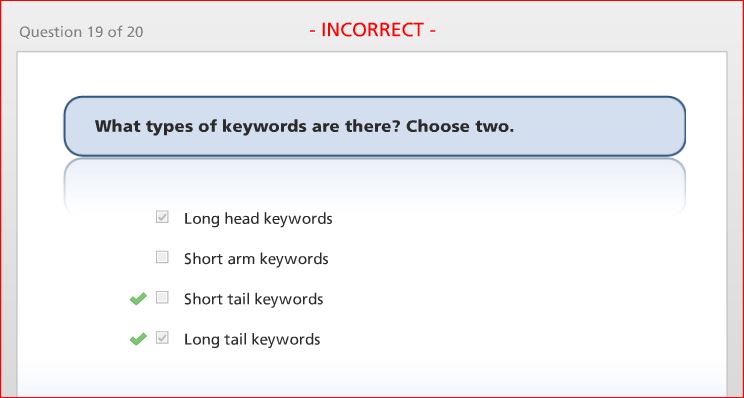 Question 19 of 20
- INCORRECT -
What types of keywords are there? Choose two.
Long head keywords
Short arm keywords
Short tail keywords
Long tail keywords